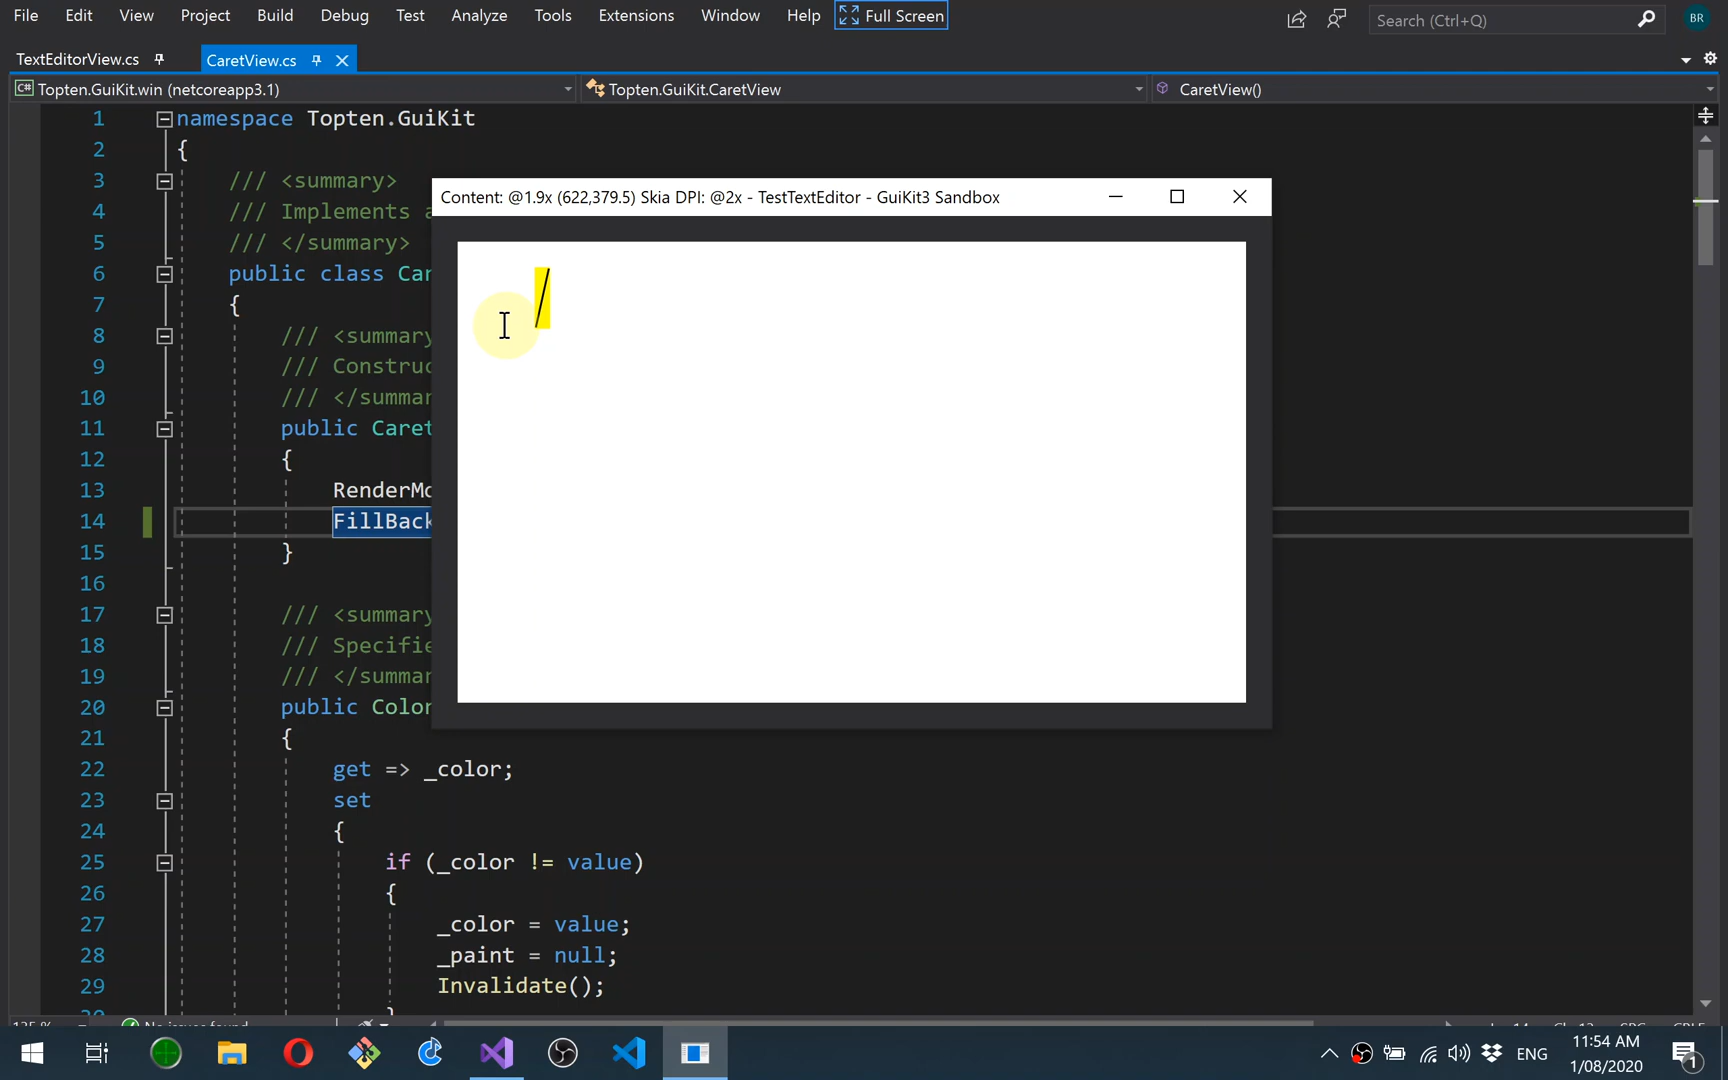 File Edit View Project Build Debug Test Analyze Tools Extensions Window Help Full Screen Search (Ctrl+Q) BR
TextEditorView.cs CaretView.cs
C# Topten.GuiKit.win (netcoreapp3.1) Topten.GuiKit.CaretView CaretView()
1 namespace Topten.GuiKit
2 {
3 /// <summary>
4 /// Implements a
5 /// </summary>
6 public class Car
7 {
8 /// <summary
9 /// Construc
10 /// </summar
11 public Caret
12 {
13 RenderMo
14 FillBack
15 }
16
17 /// <summary
18 /// Specifie
19 /// </summar
20 public Color
21 {
22 get => _color;
23 set
24 {
25 if (_color != value)
26 {
27 _color = value;
28 _paint = null;
29 Invalidate();
Content: @1.9x (622,379.5) Skia DPI: @2x - TestTextEditor - GuiKit3 Sandbox
ENG 11:54 AM
1/08/2020 1